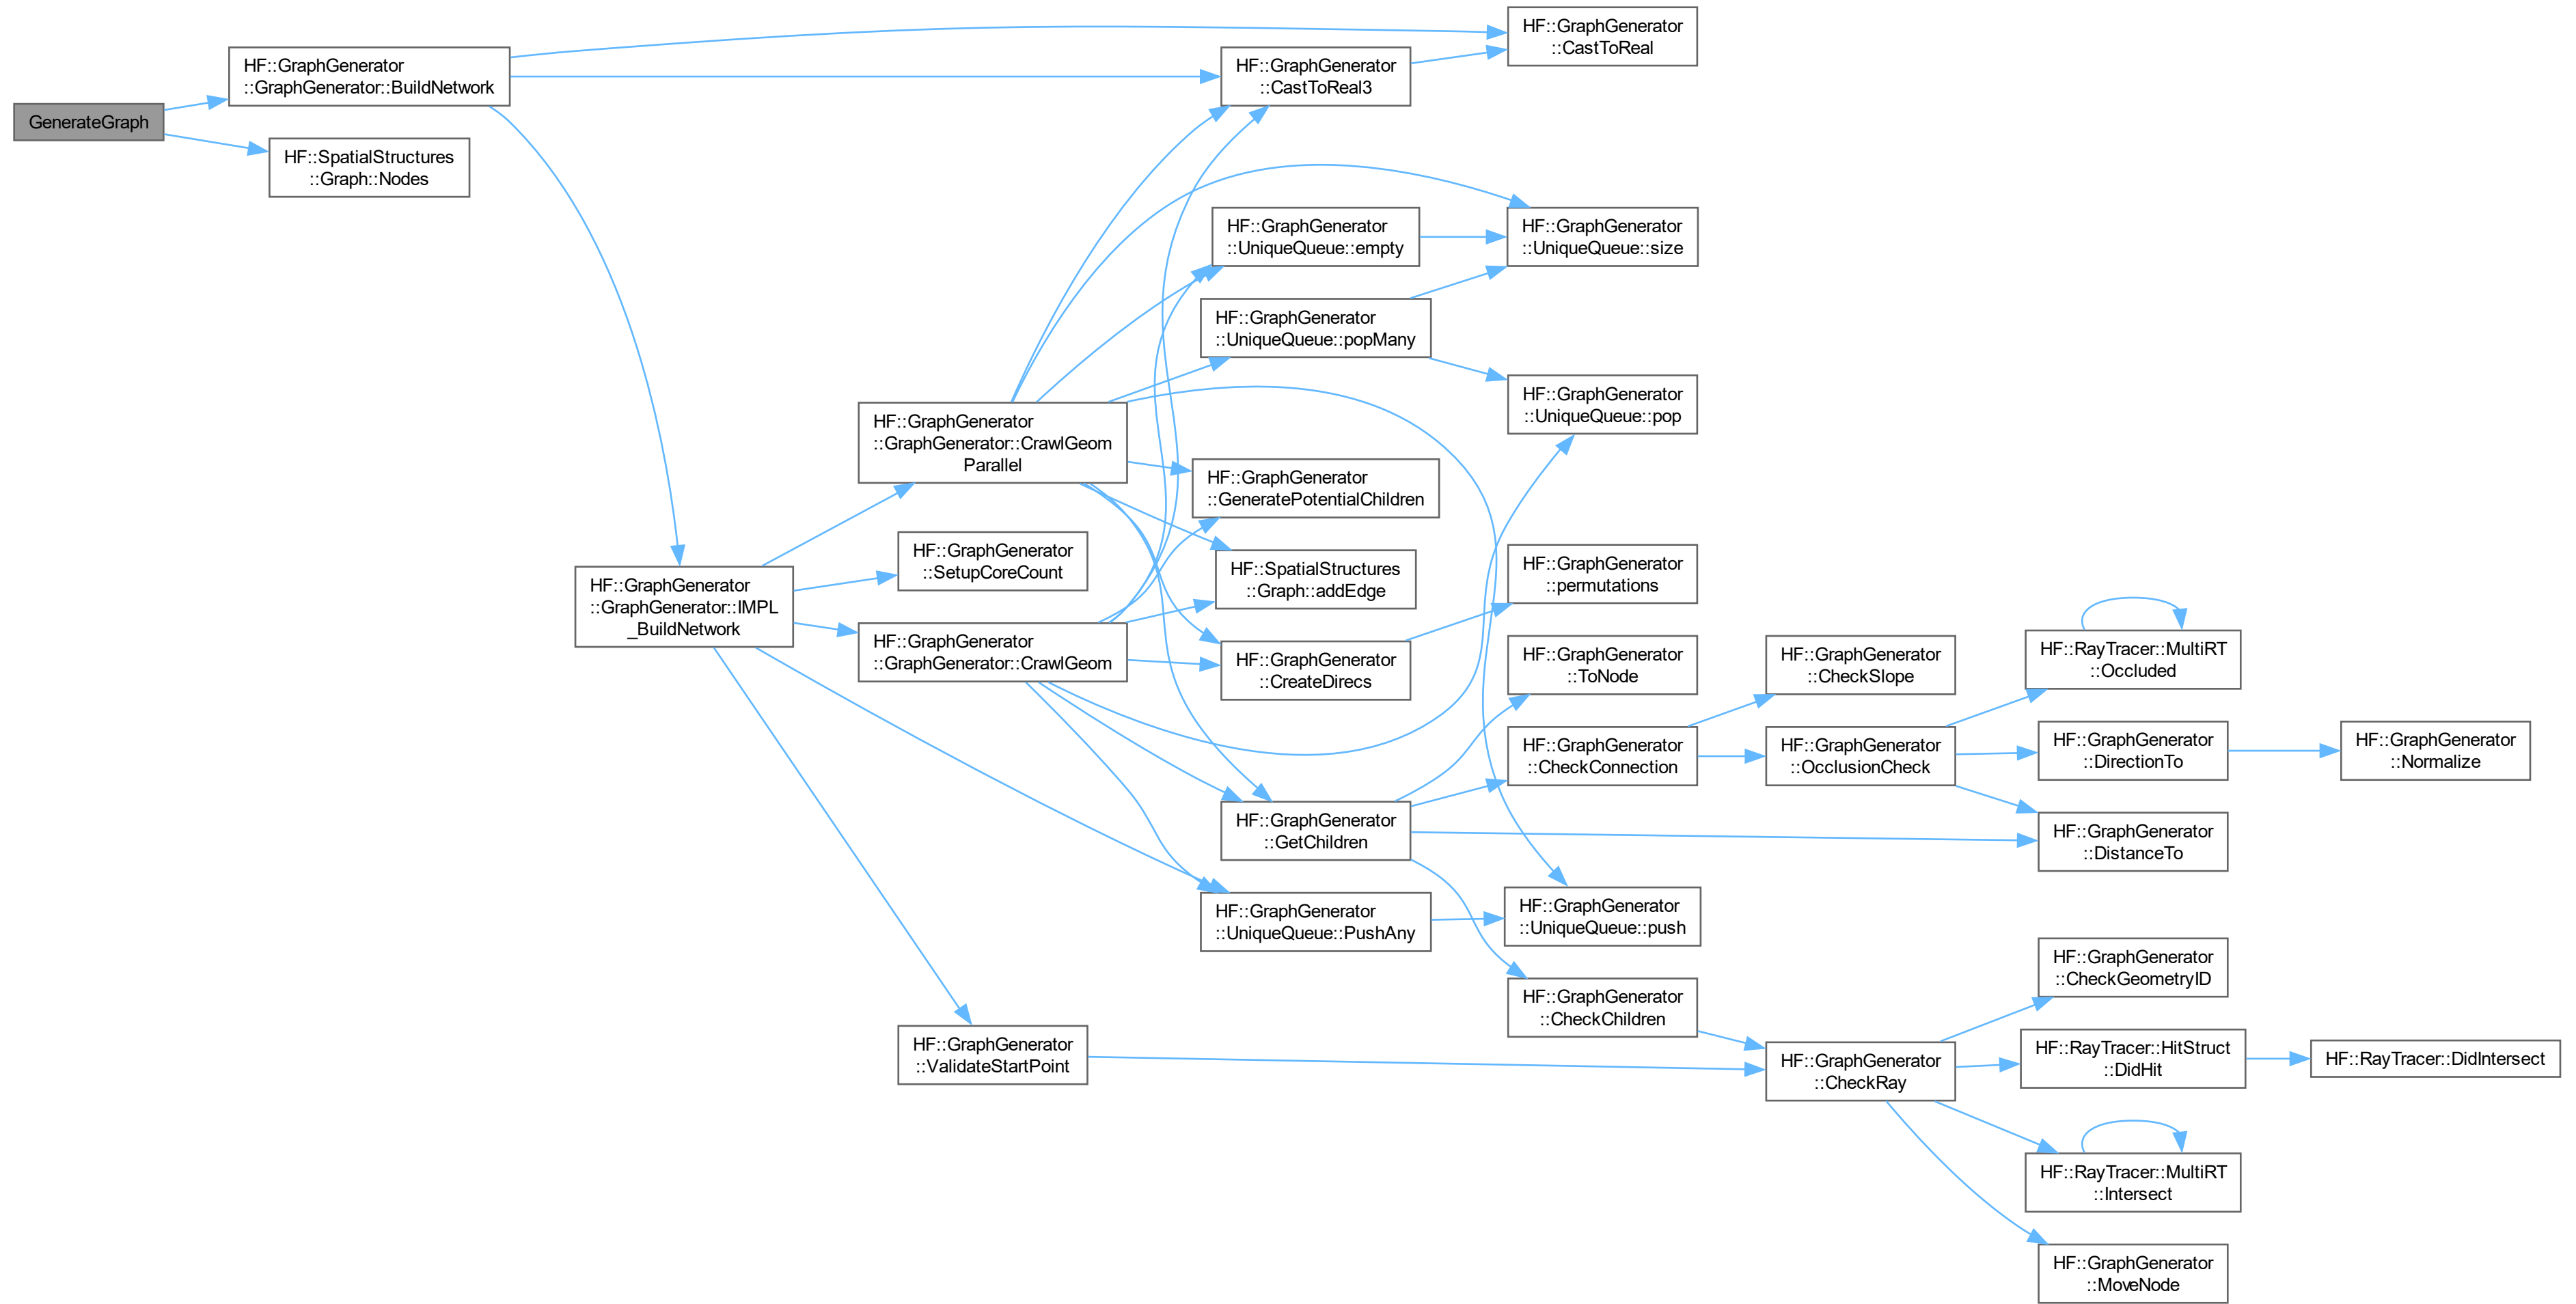 GenerateGraph
HF::GraphGenerator
::GraphGenerator::BuildNetwork
HF::SpatialStructures
::Graph::Nodes
HF::GraphGenerator
::GraphGenerator::IMPL
_BuildNetwork
HF::GraphGenerator
::GraphGenerator::CrawlGeom
Parallel
HF::GraphGenerator
::SetupCoreCount
HF::GraphGenerator
::GraphGenerator::CrawlGeom
HF::GraphGenerator
::ValidateStartPoint
HF::GraphGenerator
::CastToReal3
HF::GraphGenerator
::UniqueQueue::empty
HF::GraphGenerator
::UniqueQueue::popMany
HF::GraphGenerator
::GeneratePotentialChildren
HF::SpatialStructures
::Graph::addEdge
HF::GraphGenerator
::CreateDirecs
HF::GraphGenerator
::GetChildren
HF::GraphGenerator
::UniqueQueue::PushAny
HF::GraphGenerator
::CastToReal
HF::GraphGenerator
::UniqueQueue::size
HF::GraphGenerator
::UniqueQueue::pop
HF::GraphGenerator
::permutations
HF::GraphGenerator
::ToNode
HF::GraphGenerator
::CheckConnection
HF::GraphGenerator
::UniqueQueue::push
HF::GraphGenerator
::CheckChildren
HF::GraphGenerator
::CheckSlope
HF::GraphGenerator
::OcclusionCheck
HF::GraphGenerator
::CheckRay
HF::RayTracer::MultiRT
::Occluded
HF::GraphGenerator
::DirectionTo
HF::GraphGenerator
::DistanceTo
HF::GraphGenerator
::CheckGeometryID
HF::RayTracer::HitStruct
::DidHit
HF::RayTracer::MultiRT
::Intersect
HF::GraphGenerator
::MoveNode
HF::GraphGenerator
::Normalize
HF::RayTracer::DidIntersect